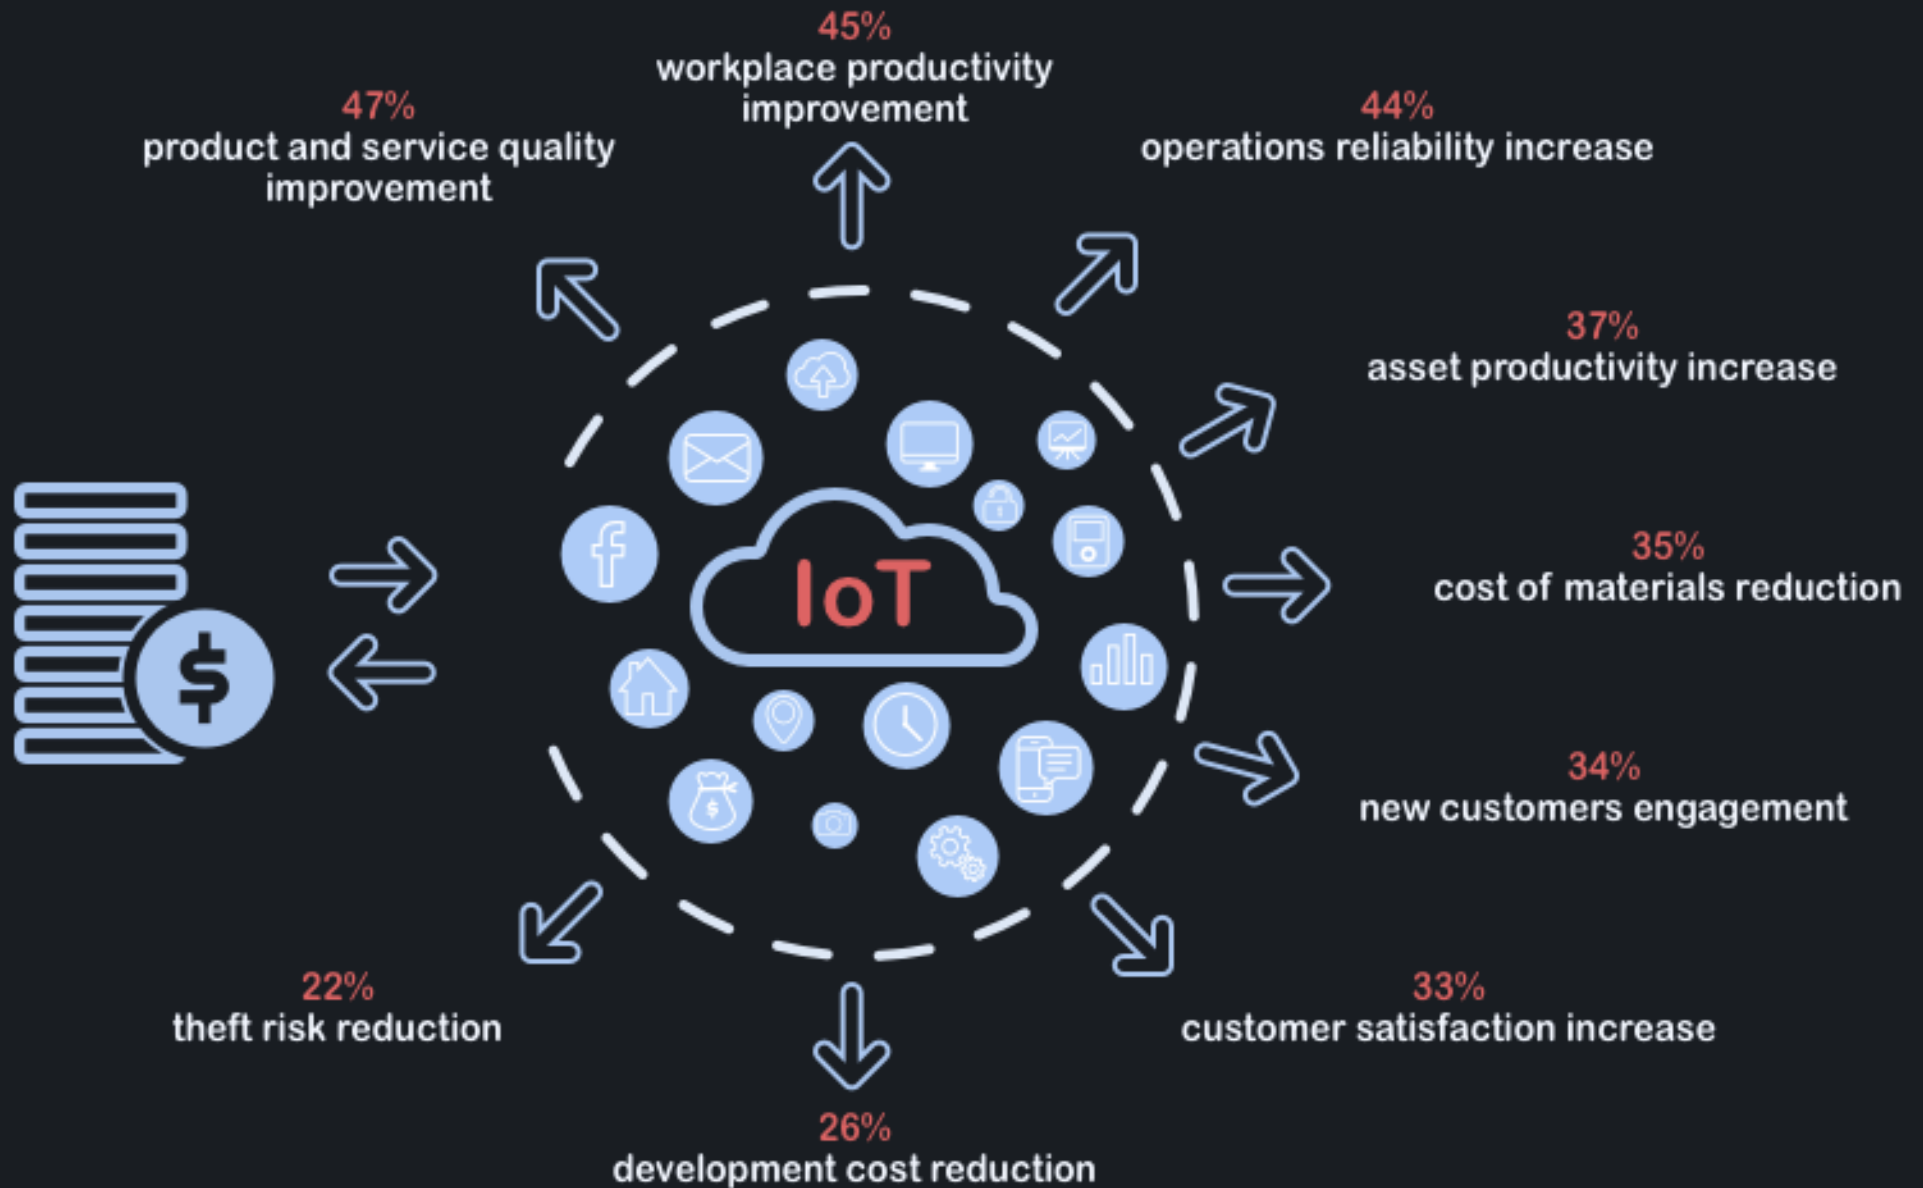 45%
workplace productivity
improvement
47%
product and service quality
improvement
44%
operations reliability increase
37%
asset productivity increase
IoT
35%
cost of materials reduction
$
34%
new customers engagement
22%
theft risk reduction
33%
customer satisfaction increase
26%
development cost reduction